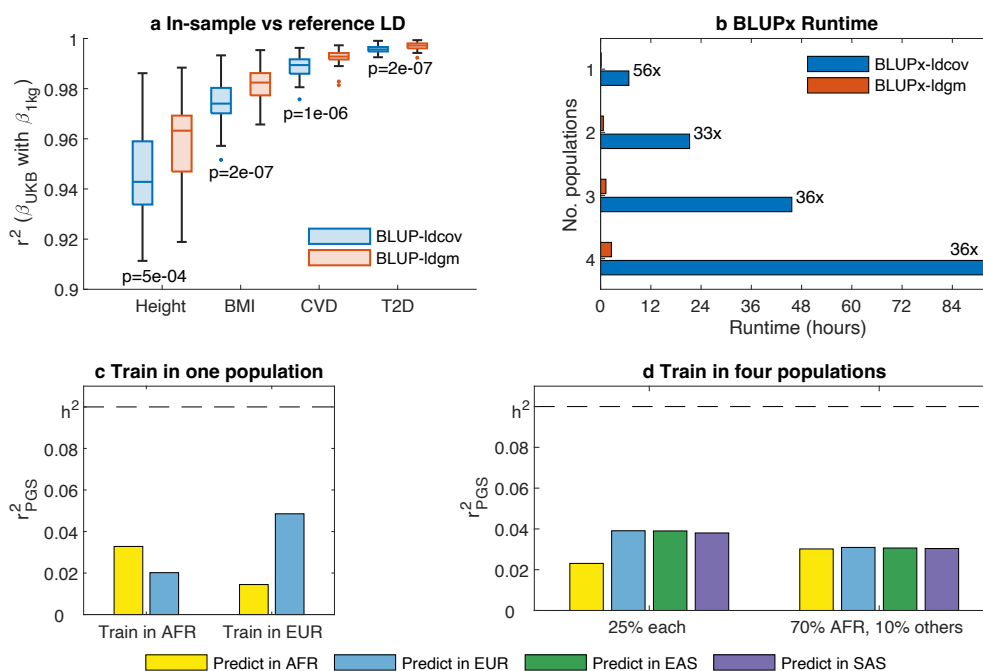 a In-sample vs reference LD
r² (β_UKB with β_1kg)
1
0.98
0.96
0.94
0.92
0.9
p=5e-04
p=2e-07
p=1e-06
p=2e-07
BLUP-ldcov
BLUP-ldgm
Height BMI CVD T2D
b BLUPx Runtime
No. populations
1
2
3
4
56x
33x
36x
36x
BLUPx-ldcov
BLUPx-ldgm
0 12 24 36 48 60 72 84
Runtime (hours)
c Train in one population
r²_PGS
h²
0.08
0.06
0.04
0.02
0
Train in AFR Train in EUR
d Train in four populations
r²_PGS
h²
0.08
0.06
0.04
0.02
0
25% each 70% AFR, 10% others
Predict in AFR Predict in EUR Predict in EAS Predict in SAS